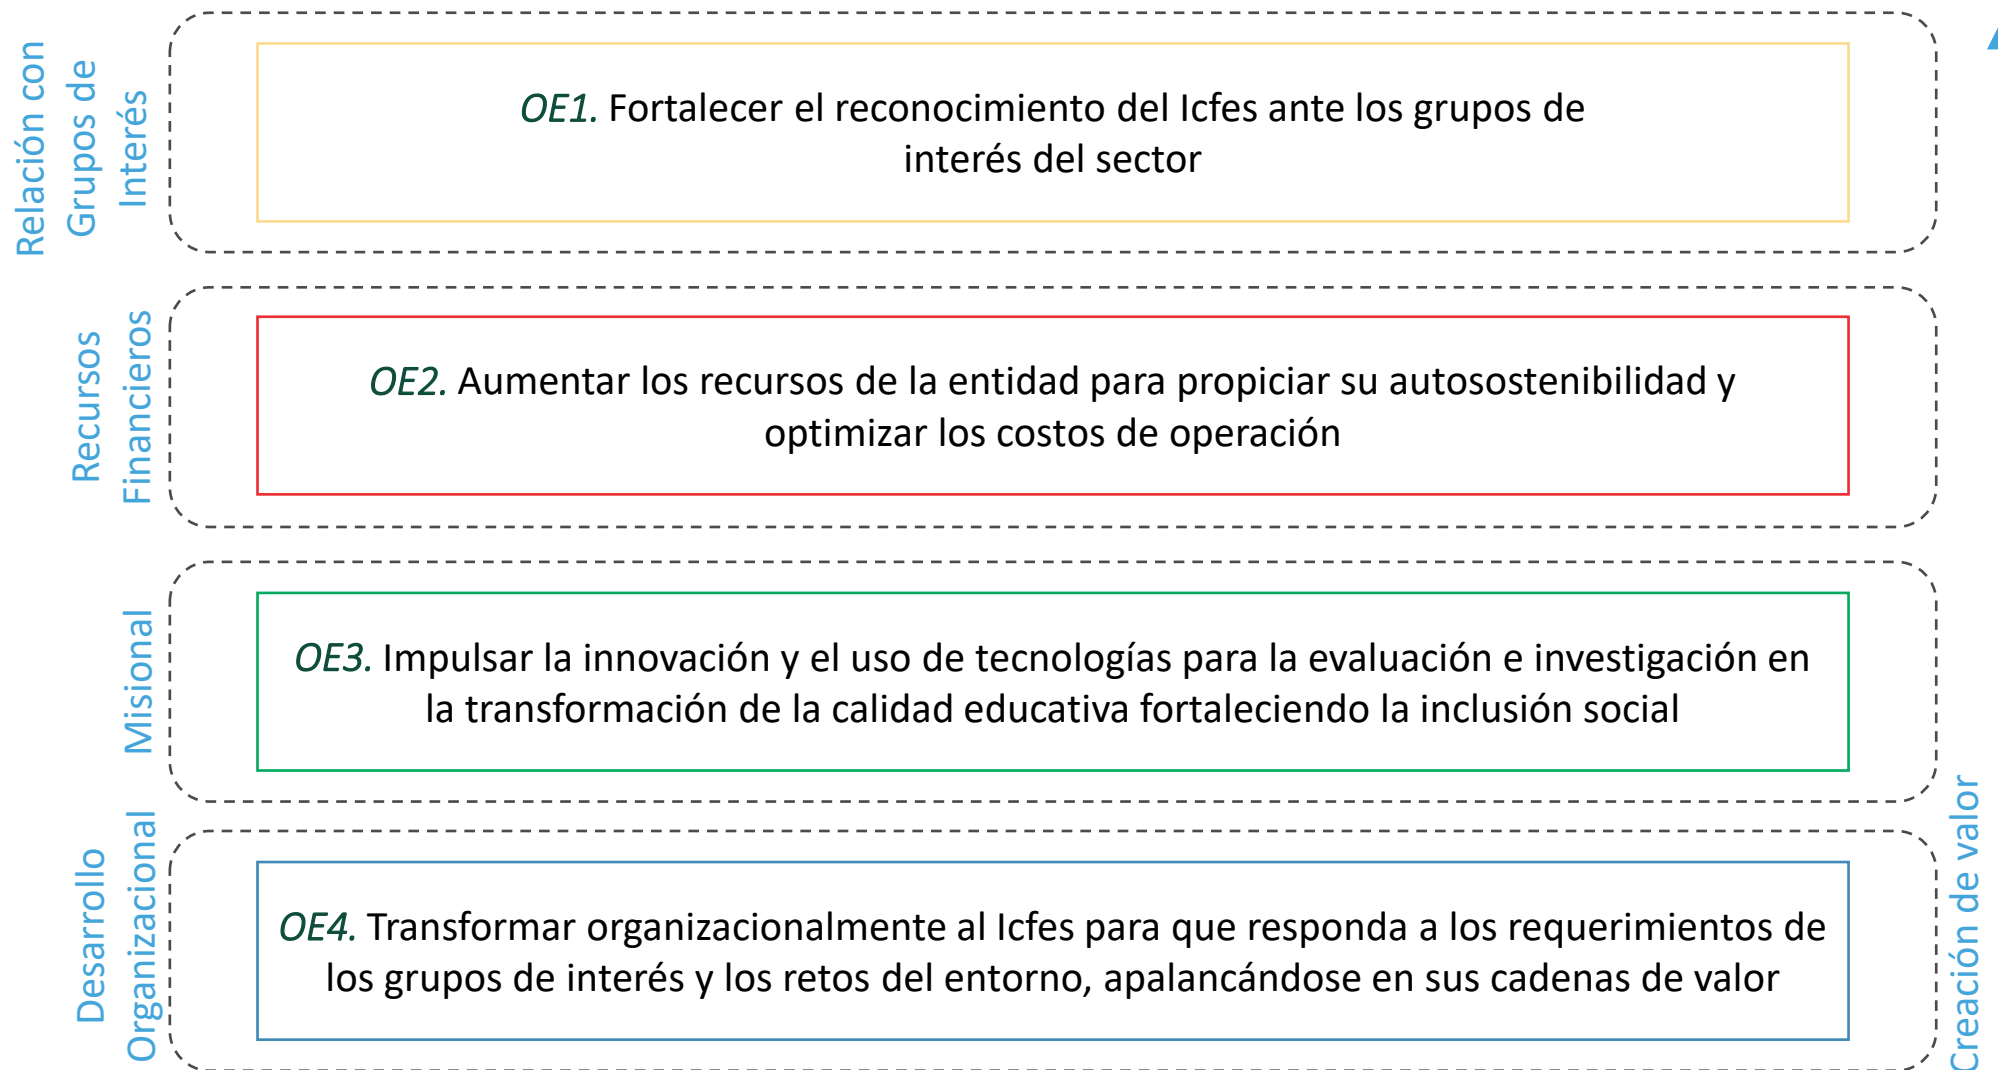 Relación con
Grupos de
Interés
OE1. Fortalecer el reconocimiento del Icfes ante los grupos de
interés del sector
Recursos
Financieros
OE2. Aumentar los recursos de la entidad para propiciar su autosostenibilidad y
optimizar los costos de operación
Misional
OE3. Impulsar la innovación y el uso de tecnologías para la evaluación e investigación en
la transformación de la calidad educativa fortaleciendo la inclusión social
Desarrollo
Organizacional
OE4. Transformar organizacionalmente al Icfes para que responda a los requerimientos de
los grupos de interés y los retos del entorno, apalancándose en sus cadenas de valor
Creación de valor